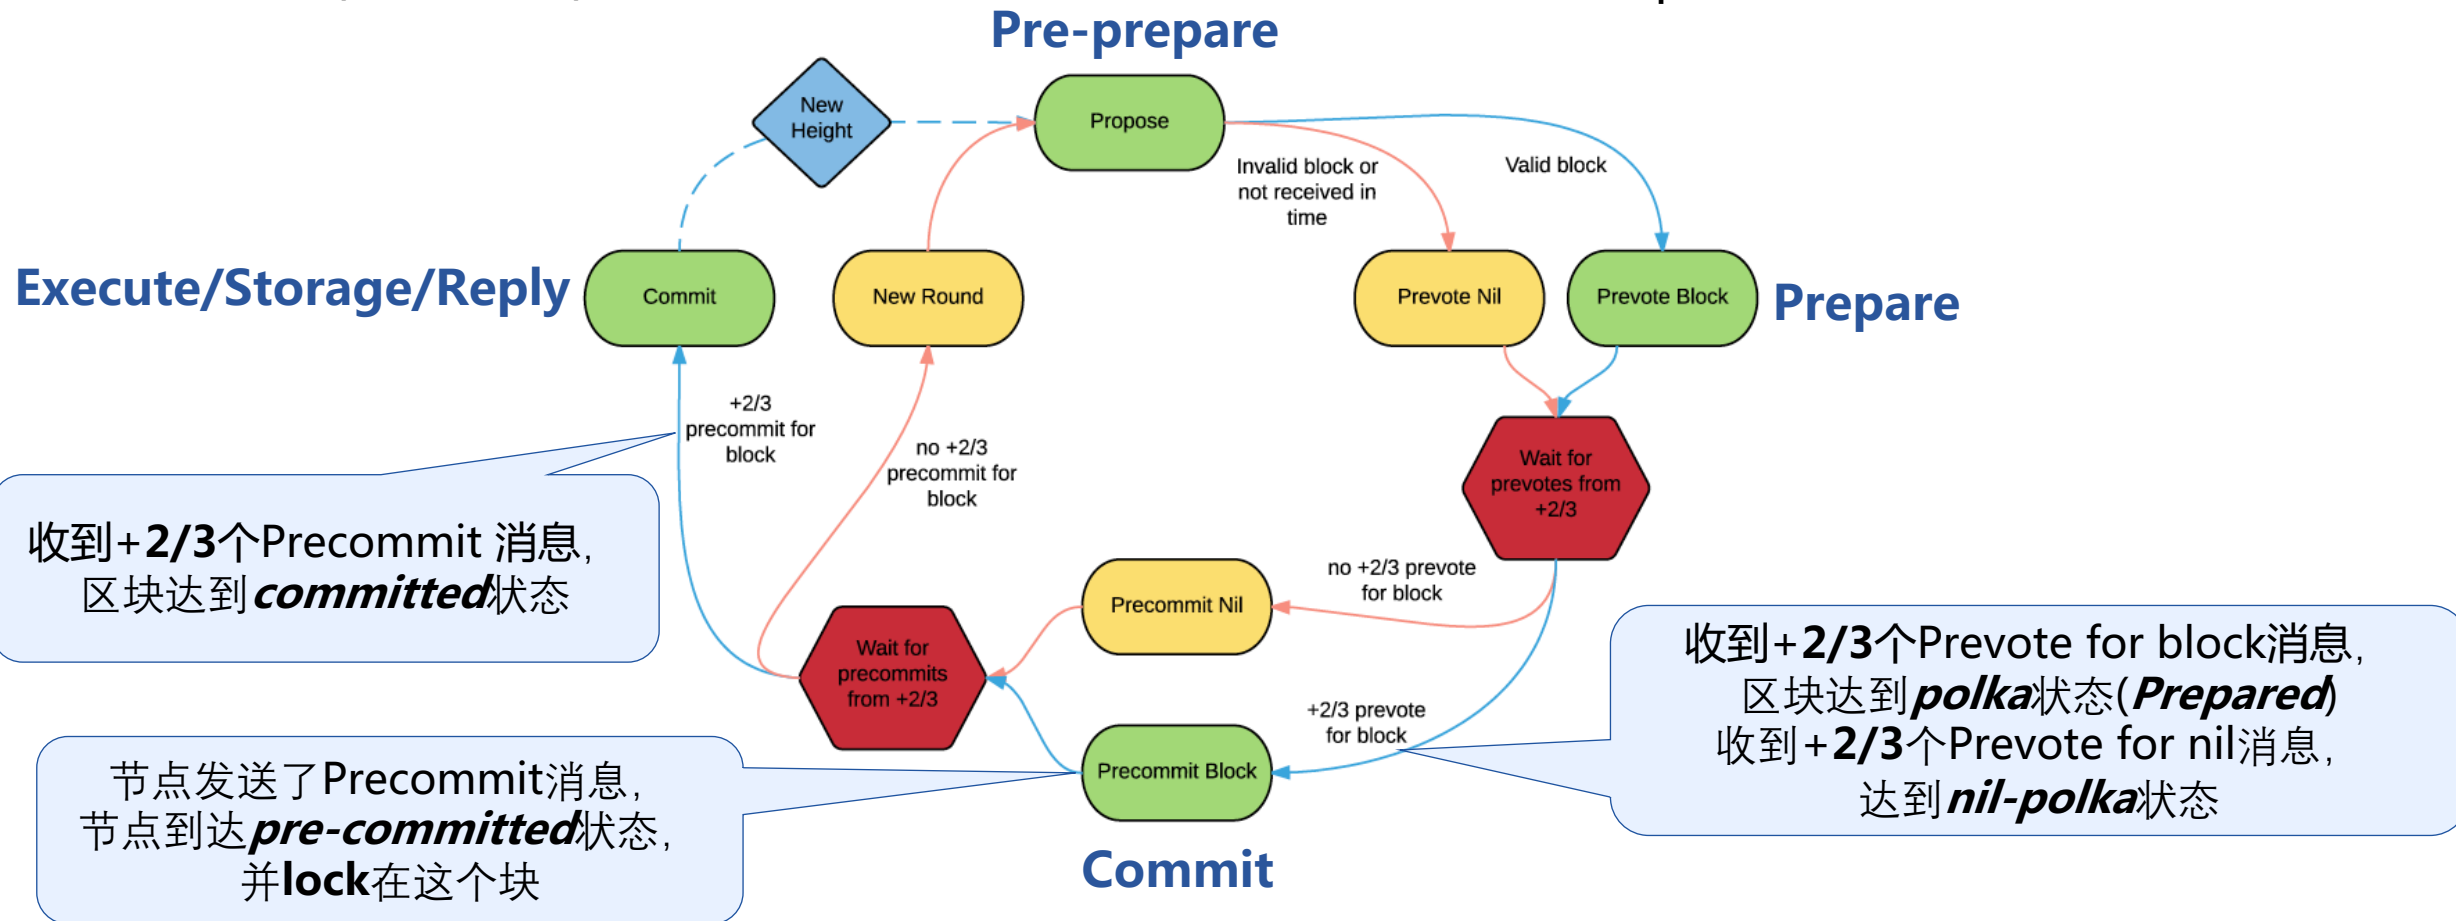 Pre-prepare
New
Height
Propose
Invalid block or
not received in
time
Valid block
Execute/Storage/Reply
Commit
New Round
Prevote Nil
Prevote Block
Prepare
+2/3
precommit for
block
no +2/3
precommit for
block
Wait for
prevotes from
+2/3
收到+2/3个Precommit 消息,
区块达到committed状态
no +2/3 prevote
for block
Precommit Nil
Wait for
precommits
from +2/3
收到+2/3个Prevote for block消息,
区块达到polka状态(Prepared)
收到+2/3个Prevote for nil消息,
达到nil-polka状态
+2/3 prevote
for block
Precommit Block
节点发送了Precommit消息,
节点到达pre-committed状态,
并lock在这个块
Commit